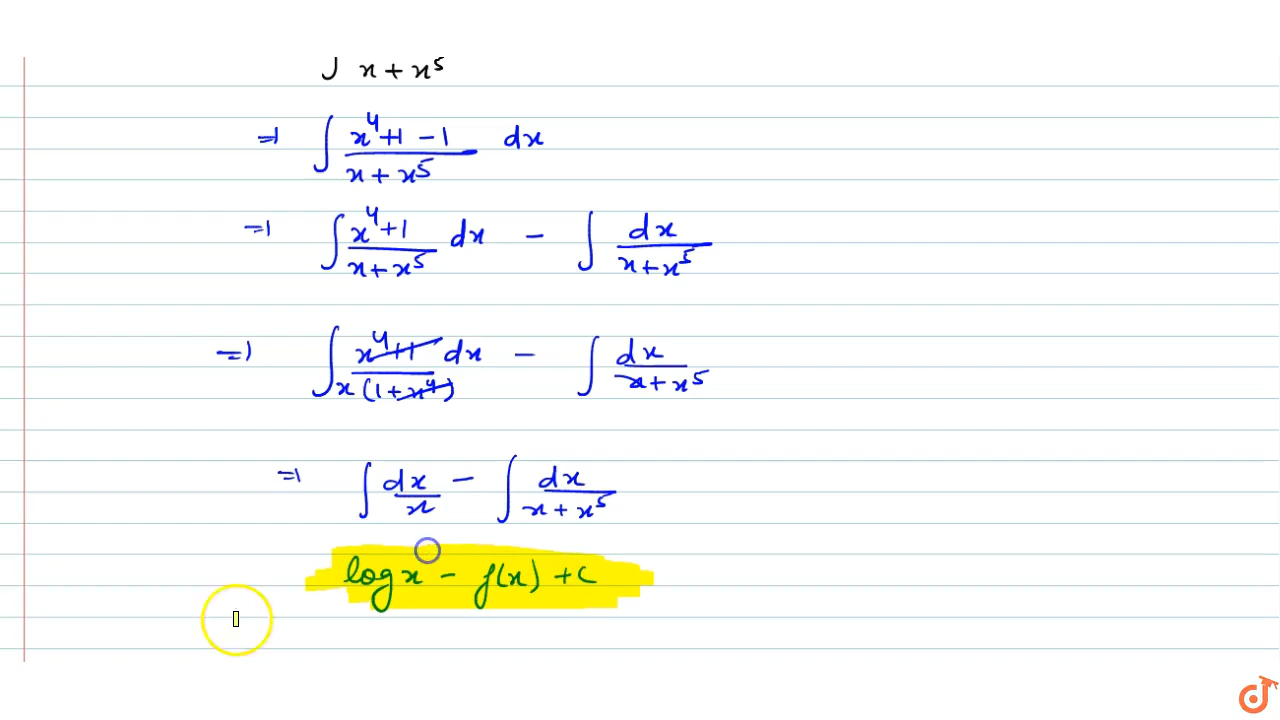 ∫ x + x⁵
⇒ ∫ x⁴+1 − 1 / x + x⁵ dx
⇒ ∫ x⁴+1 / x + x⁵ dx − ∫ dx / x + x⁵
⇒ ∫ x⁴+1 / x (1 + x⁴) dx − ∫ dx / x + x⁵
⇒ ∫ dx / x − ∫ dx / x + x⁵
log x − f(x) + c